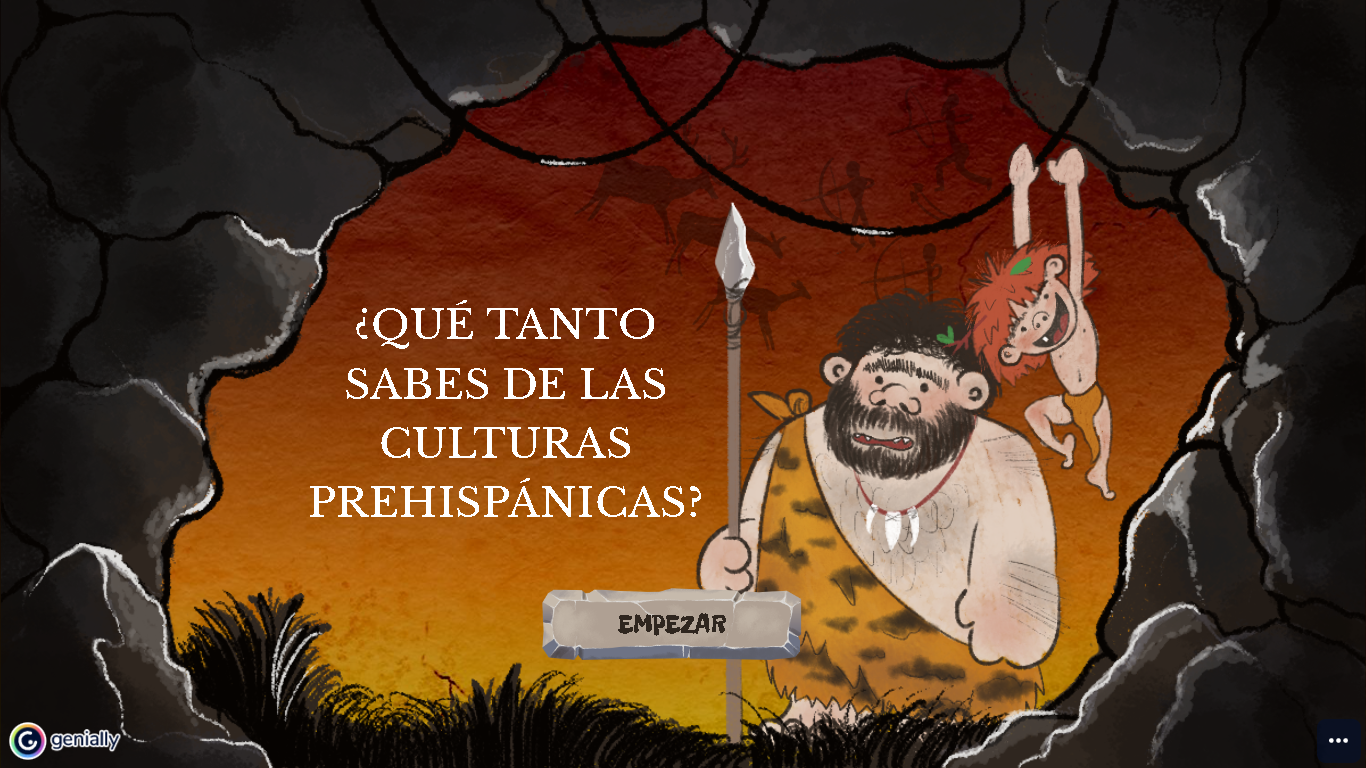 ¿QUÉ TANTO
SABES DE LAS
CULTURAS
PREHISPÁNICAS?
EMPEZAR
genially